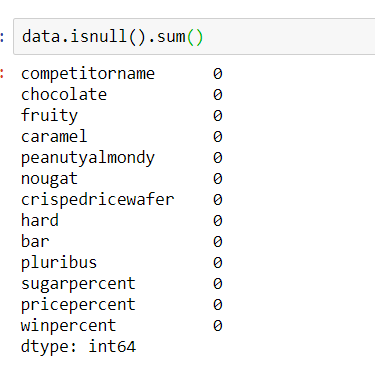 : data.isnull().sum()
: competitorname 0
chocolate 0
fruity 0
caramel 0
peanutyalmondy 0
nougat 0
crispedricewafer 0
hard 0
bar 0
pluribus 0
sugarpercent 0
pricepercent 0
winpercent 0
dtype: int64